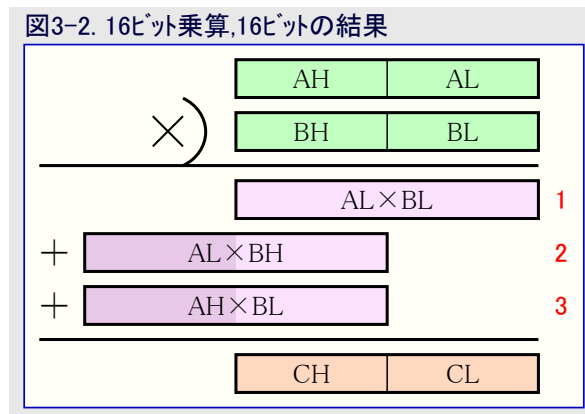 図3-2. 16ﾋﾞｯﾄ乗算,16ﾋﾞｯﾄの結果
AH AL
× BH BL
AL×BL 1
+ AL×BH 2
+ AH×BL 3
CH CL